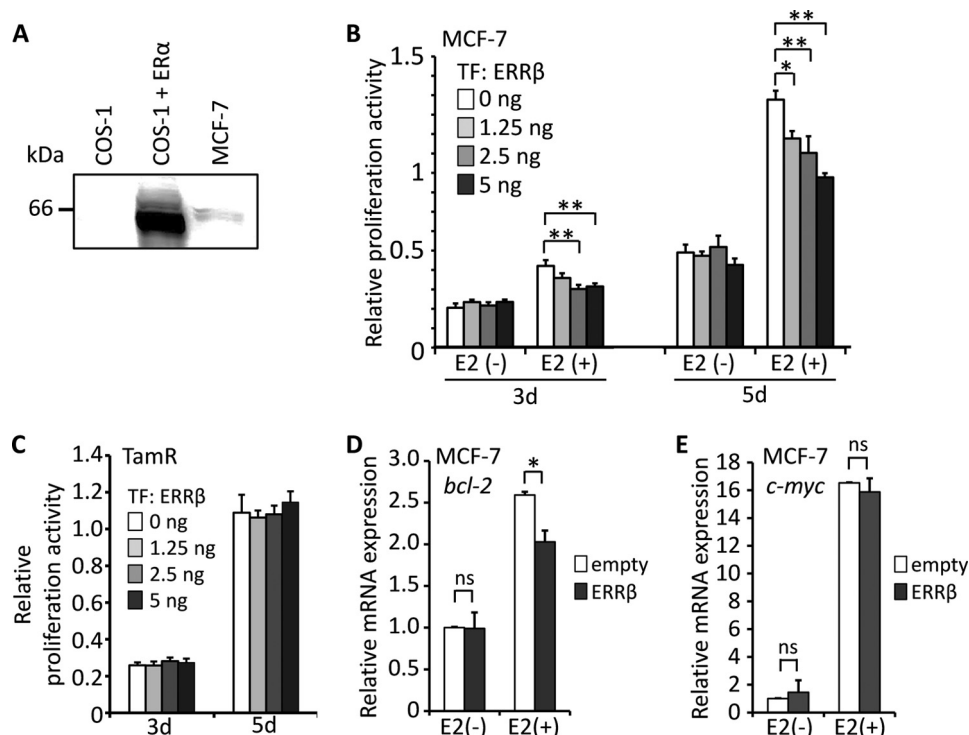 A
COS-1
COS-1 + ERα
MCF-7
kDa
66
B
MCF-7
TF: ERRβ
0 ng
1.25 ng
2.5 ng
5 ng
Relative proliferation activity
1.5
1
0.5
0
**
**
**
**
*
E2 (-)
E2 (+)
E2 (-)
E2 (+)
3d
5d
C
TamR
TF: ERRβ
0 ng
1.25 ng
2.5 ng
5 ng
Relative
proliferation activity
1.4
1.2
1.0
0.8
0.6
0.4
0.2
0
3d
5d
D
MCF-7
bcl-2
Relative mRNA expression
3.0
2.5
2.0
1.5
1.0
0.5
0.0
ns
*
empty
ERRβ
E2(-)
E2(+)
E
MCF-7
c-myc
Relative mRNA expression
18
16
14
12
10
8
6
4
2
0
ns
ns
empty
ERRβ
E2(-)
E2(+)